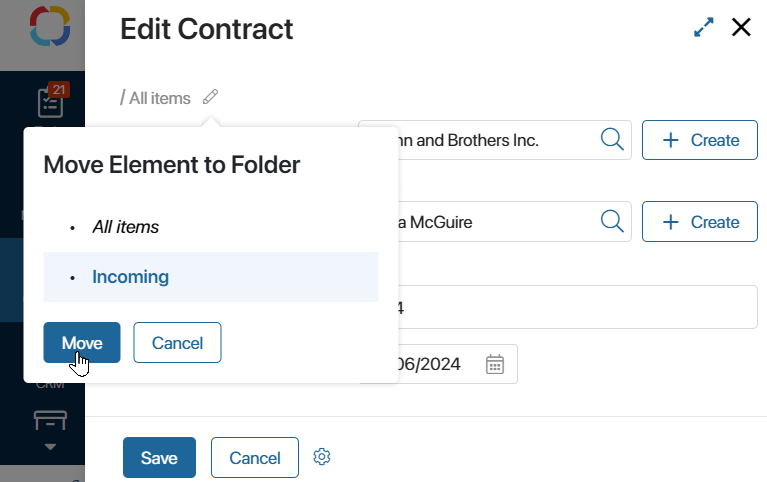 Edit Contract
21
/ All items
nn and Brothers Inc.
Create
Move Element to Folder
All items
a McGuire
Create
Incoming
4
Move
Cancel
06/2024
CRM
Save
Cancel